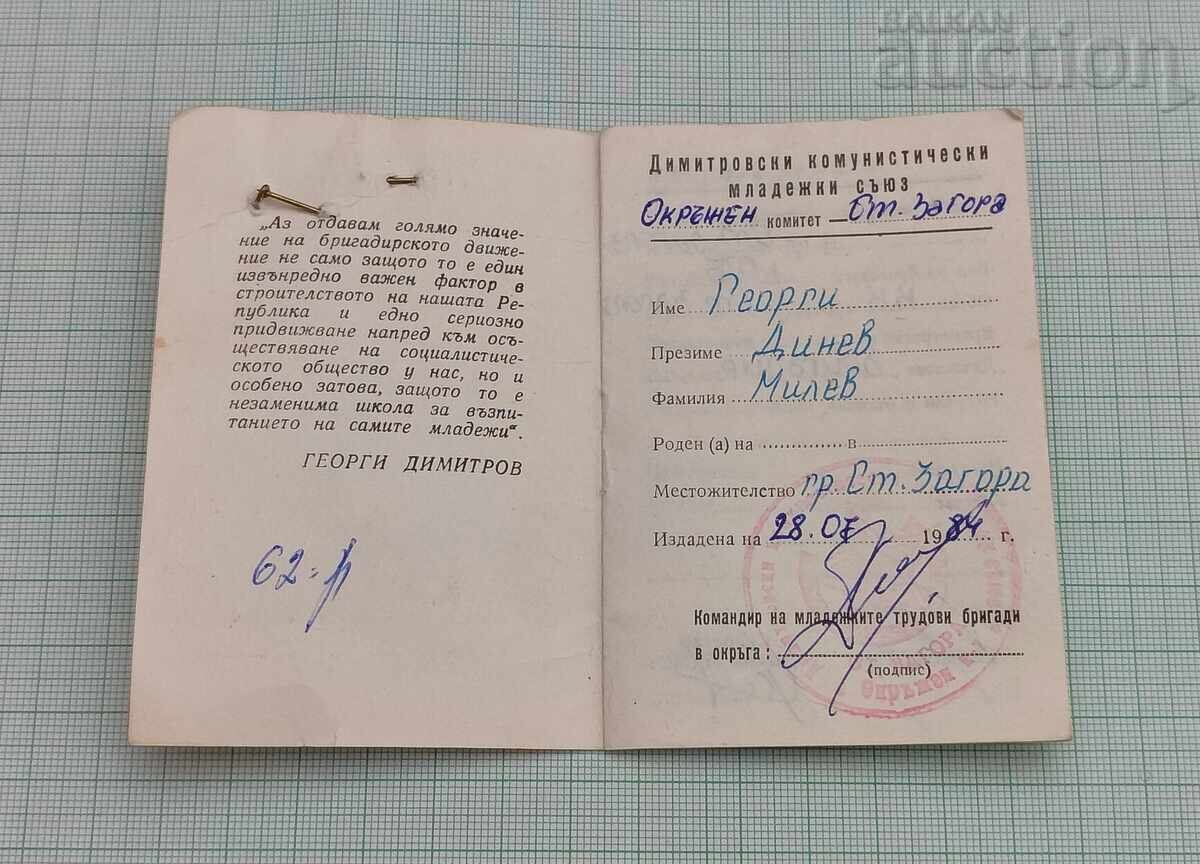 BALKAN
auction
„Аз отдавам голямо значе-
ние на бригадирското движе-
ние не само защото то е един
извънредно важен фактор в
строителството на нашата Ре-
публика и едно сериозно
придвижване напред към осъ-
ществяване на социалистиче-
ското общество у нас, но и
особено затова, защото то е
незаменима школа за възпи-
танието на самите младежи“.
ГЕОРГИ ДИМИТРОВ
Димитровски комунистически
младежки съюз
Окръжен комитет – Ст. Загора
Име Георги
Презиме Динев
Фамилия Милев
Роден (а) на .............. в
Местожителство гр. Ст. Загора
Издадена на 28.07 1984 г.
Командир на младежките трудови бригади
в окръга:
(подпис)
Окръжен